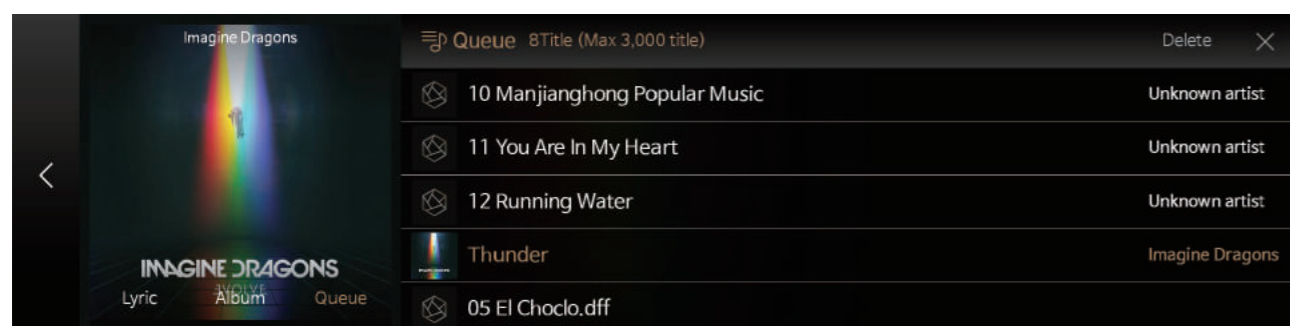 Imagine Dragons
IMAGINE DRAGONS
EVOLVE
Lyric Album Queue
Queue 8Title (Max 3,000 title) Delete
10 Manjianghong Popular Music Unknown artist
11 You Are In My Heart Unknown artist
12 Running Water Unknown artist
Thunder Imagine Dragons
05 El Choclo.dff